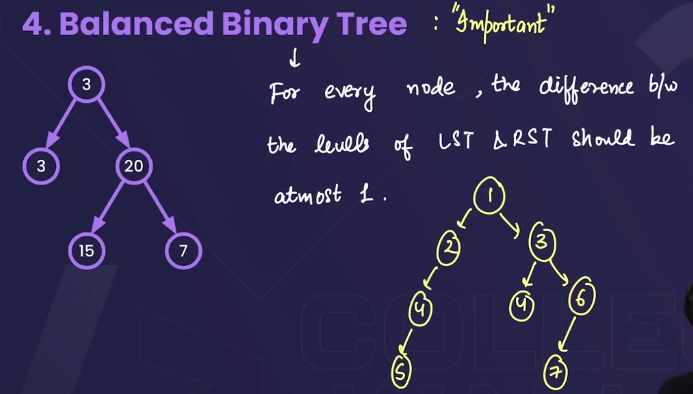 4. Balanced Binary Tree : "Important"
For every node, the difference b/w
the levels of LST & RST should be
atmost 1.
3
3 20
15 7
1
2 3
4 4 6
5 7
COLLE